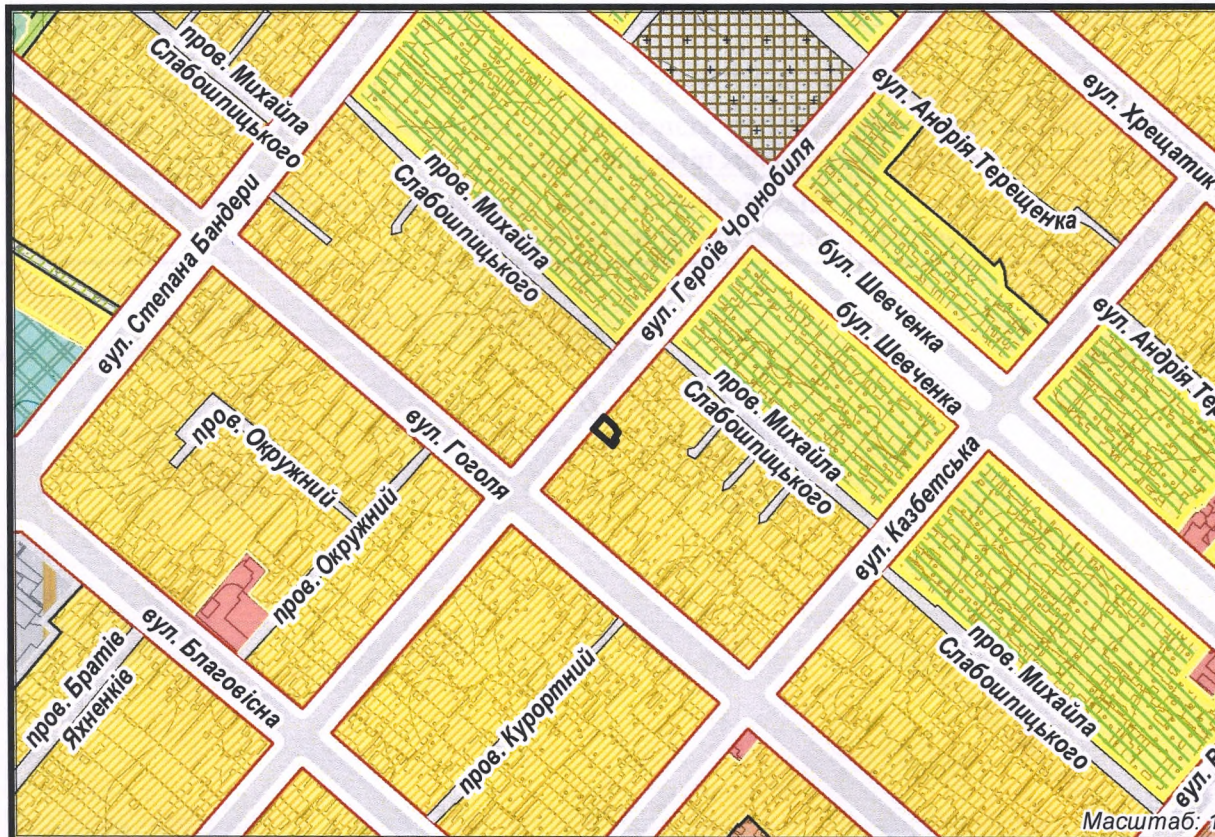 пров. Михайла
Слабошпицького
вул. Степана Бандери
пров. Михайла
Слабошпицького
вул. Героїв Чорнобиля
вул. Андрія Терещенка
вул. Хрещатик
бул. Шевченка
бул. Шевченка
вул. Андрія
пров. Михайла
Слабошпицького
вул. Казбетська
вул. Гоголя
пров. Окружний
пров. Окружний
вул. Благовісна
пров. Братів
Яхненків
пров. Курортний
пров. Михайла
Слабошпицького
вул.
Масштаб: 1